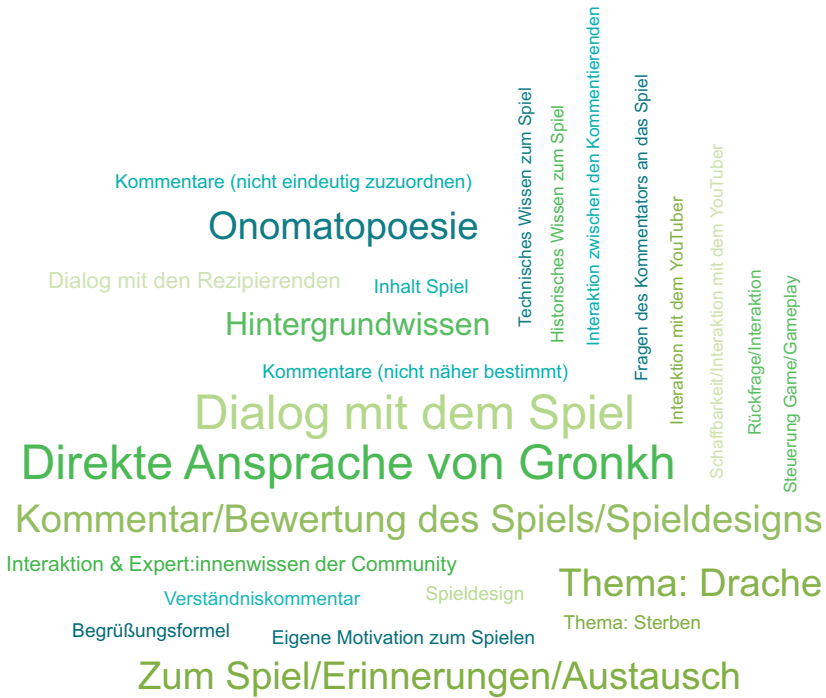 Kommentare (nicht eindeutig zuzuordnen)
Onomatopoesie
Dialog mit den Rezipierenden
Inhalt Spiel
Hintergrundwissen
Kommentare (nicht näher bestimmt)
Technisches Wissen zum Spiel
Historisches Wissen zum Spiel
Interaktion zwischen den Kommentierenden
Fragen des Kommentators an das Spiel
Interaktion mit dem YouTuber
Schaffbarkeit/Interaktion mit dem YouTuber
Rückfrage/Interaktion
Steuerung Game/Gameplay
Dialog mit dem Spiel
Direkte Ansprache von Gronkh
Kommentar/Bewertung des Spiels/Spieldesigns
Interaktion & Expert:innenwissen der Community
Thema: Drache
Verständniskommentar
Spieldesign
Thema: Sterben
Begrüßungsformel
Eigene Motivation zum Spielen
Zum Spiel/Erinnerungen/Austausch